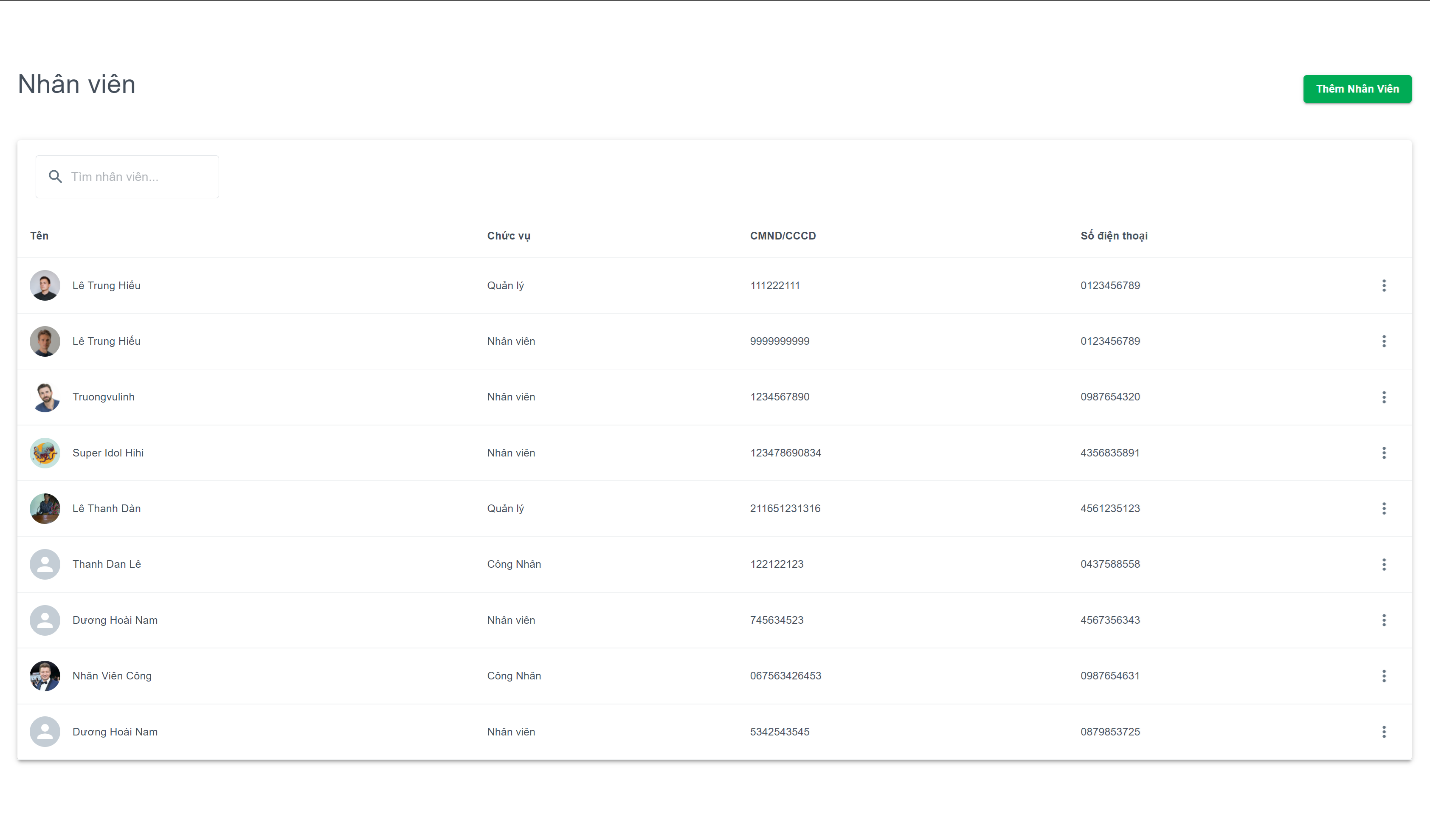 Nhân viên
Thêm Nhân Viên
Tìm nhân viên...
Tên Chức vụ CMND/CCCD Số điện thoại
Lê Trung Hiếu Quản lý 111222111 0123456789
Lê Trung Hiếu Nhân viên 9999999999 0123456789
Truongvulinh Nhân viên 1234567890 0987654320
Super Idol Hihi Nhân viên 123478690834 4356835891
Lê Thanh Dàn Quản lý 211651231316 4561235123
Thanh Dan Lê Công Nhân 122122123 0437588558
Dương Hoài Nam Nhân viên 745634523 4567356343
Nhân Viên Công Công Nhân 067563426453 0987654631
Dương Hoài Nam Nhân viên 5342543545 0879853725